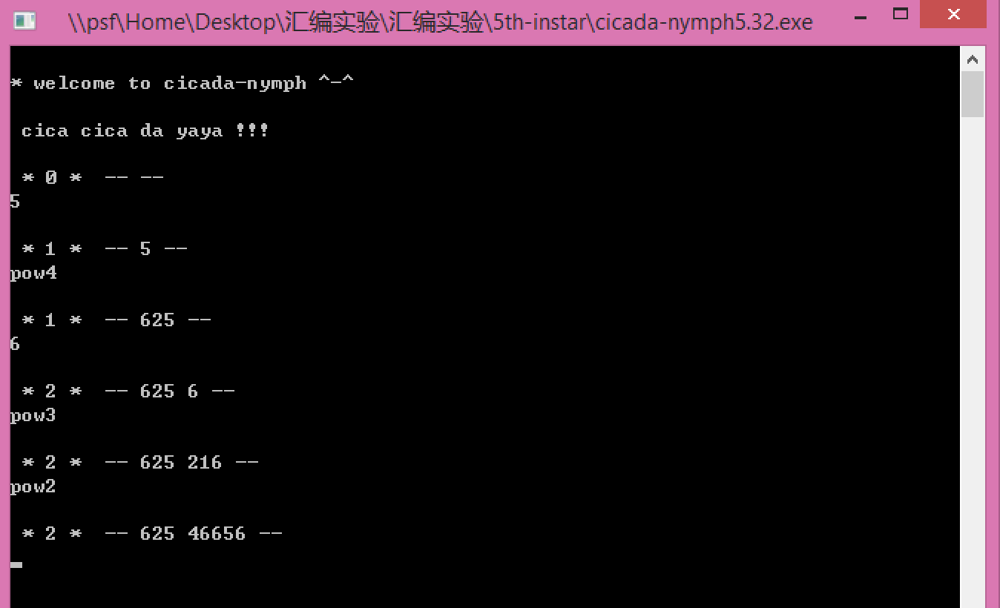 \\psf\Home\Desktop\汇编实验\汇编实验\5th-instar\cicada-nymph5.32.exe
* welcome to cicada-nymph ^-^
cica cica da yaya !!!
* 0 *  -- --
5
* 1 *  -- 5 --
pow4
* 1 *  -- 625 --
6
* 2 *  -- 625 6 --
pow3
* 2 *  -- 625 216 --
pow2
* 2 *  -- 625 46656 --